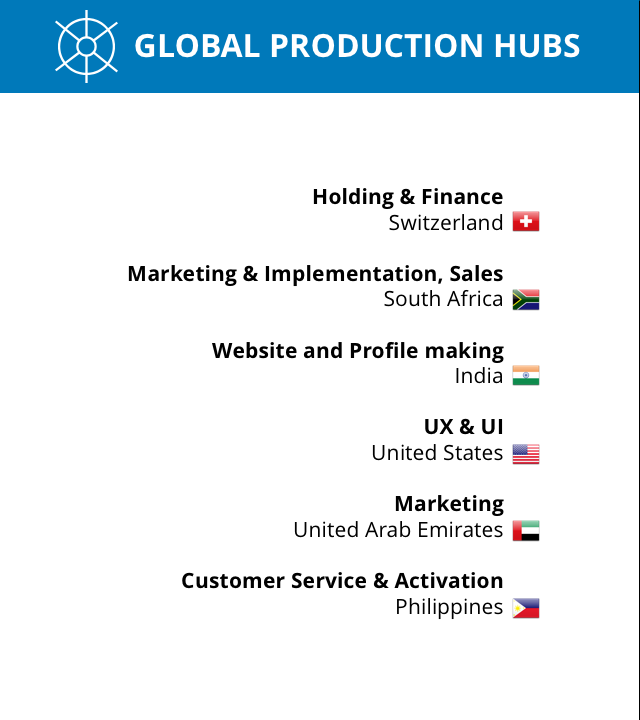 GLOBAL PRODUCTION HUBS
Holding & Finance
Switzerland
Marketing & Implementation, Sales
South Africa
Website and Profile making
India
UX & UI
United States
Marketing
United Arab Emirates
Customer Service & Activation
Philippines